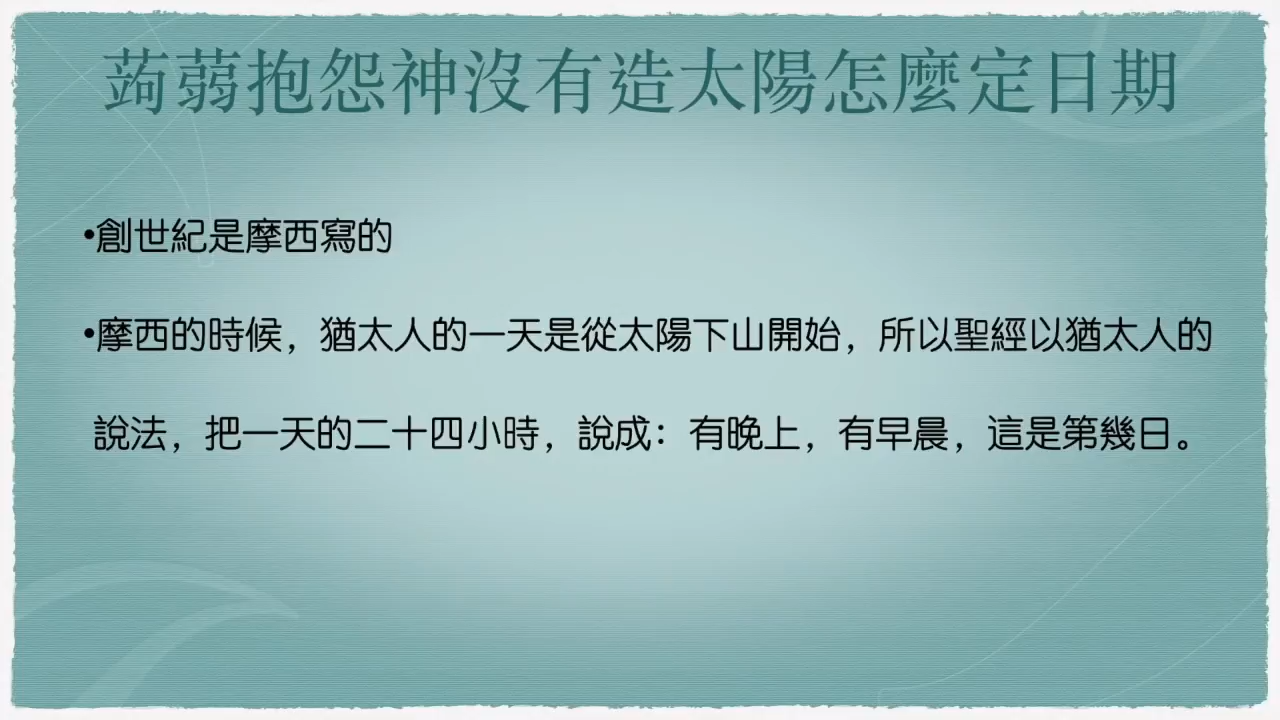 蒟蒻抱怨神沒有造太陽怎麼定日期
•創世紀是摩西寫的
•摩西的時候，猶太人的一天是從太陽下山開始，所以聖經以猶太人的
說法，把一天的二十四小時，說成：有晚上，有早晨，這是第幾日。